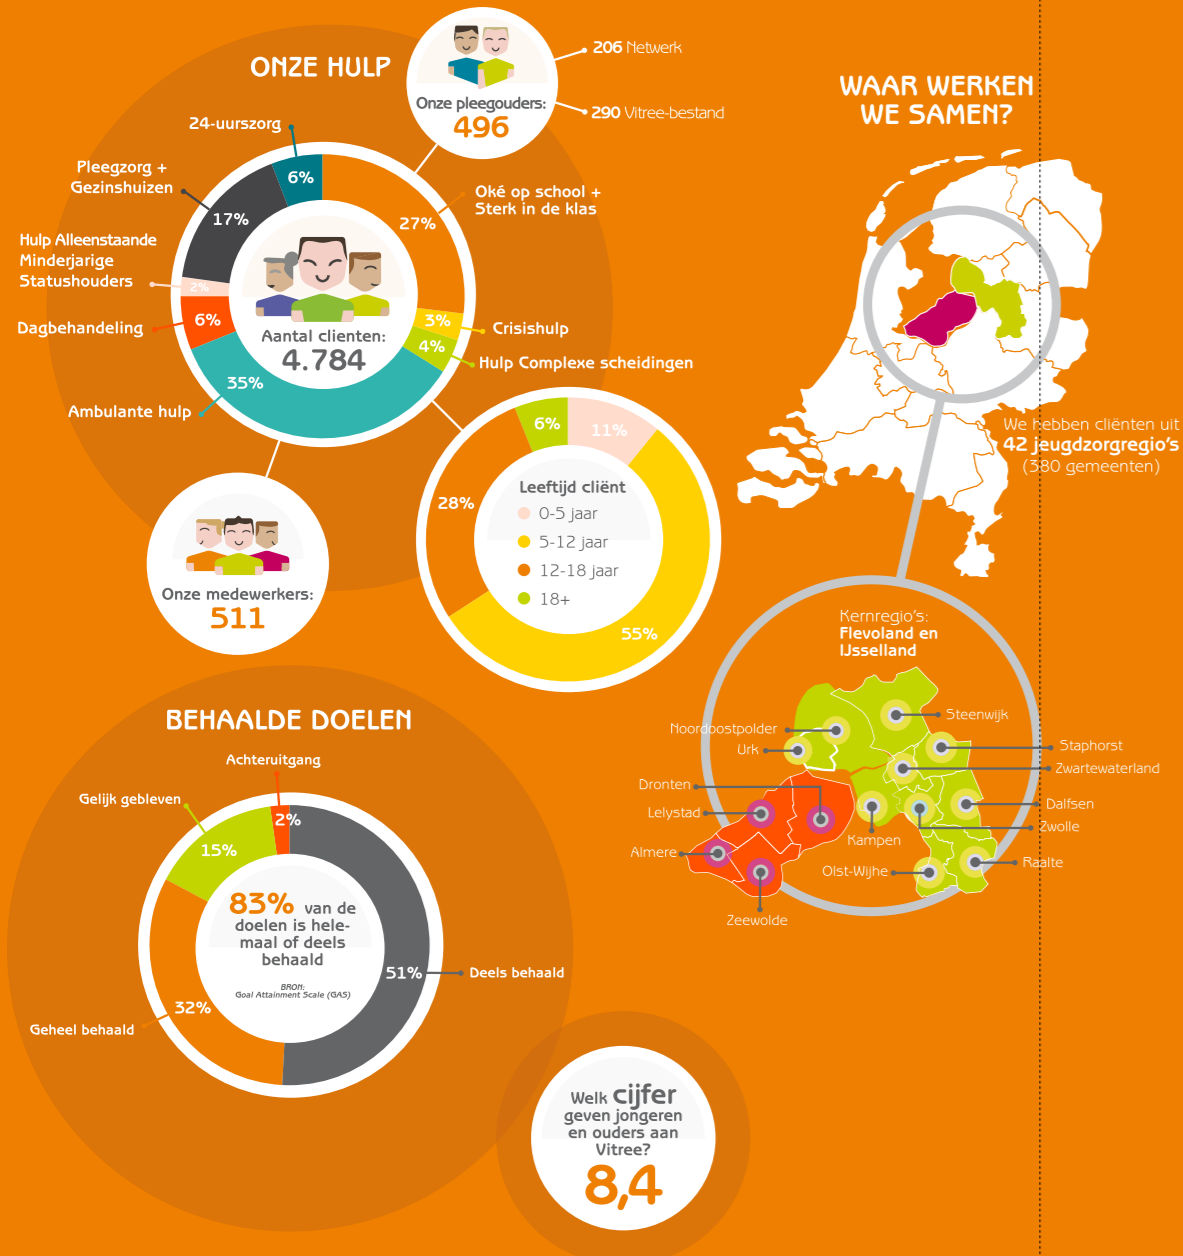 ONZE HULP
Onze pleegouders:
496
206 Netwerk
290 Vitree-bestand
24-uurszorg
6%
Pleegzorg +
Gezinshuizen
17%
Hulp Alleenstaande
Minderjarige
Statushouders
2%
Dagbehandeling
6%
Ambulante hulp
35%
Oké op school +
Sterk in de klas
27%
Crisishulp
3%
Hulp Complexe scheidingen
4%
Aantal clienten:
4.784
Onze medewerkers:
511
6%
11%
28%
55%
Leeftijd cliënt
0-5 jaar
5-12 jaar
12-18 jaar
18+
WAAR WERKEN
WE SAMEN?
We hebben cliënten uit
42 jeugdzorgregio's
(380 gemeenten)
Kernregio's:
Flevoland en
IJsselland
Noordoostpolder
Urk
Dronten
Lelystad
Almere
Zeewolde
Steenwijk
Staphorst
Zwartewaterland
Dalfsen
Zwolle
Kampen
Olst-Wijhe
Raalte
BEHAALDE DOELEN
Achteruitgang
2%
Gelijk gebleven
15%
Geheel behaald
32%
Deels behaald
51%
83% van de
doelen is hele-
maal of deels
behaald
BRON:
Goal Attainment Scale (GAS)
Welk cijfer
geven jongeren
en ouders aan
Vitree?
8,4